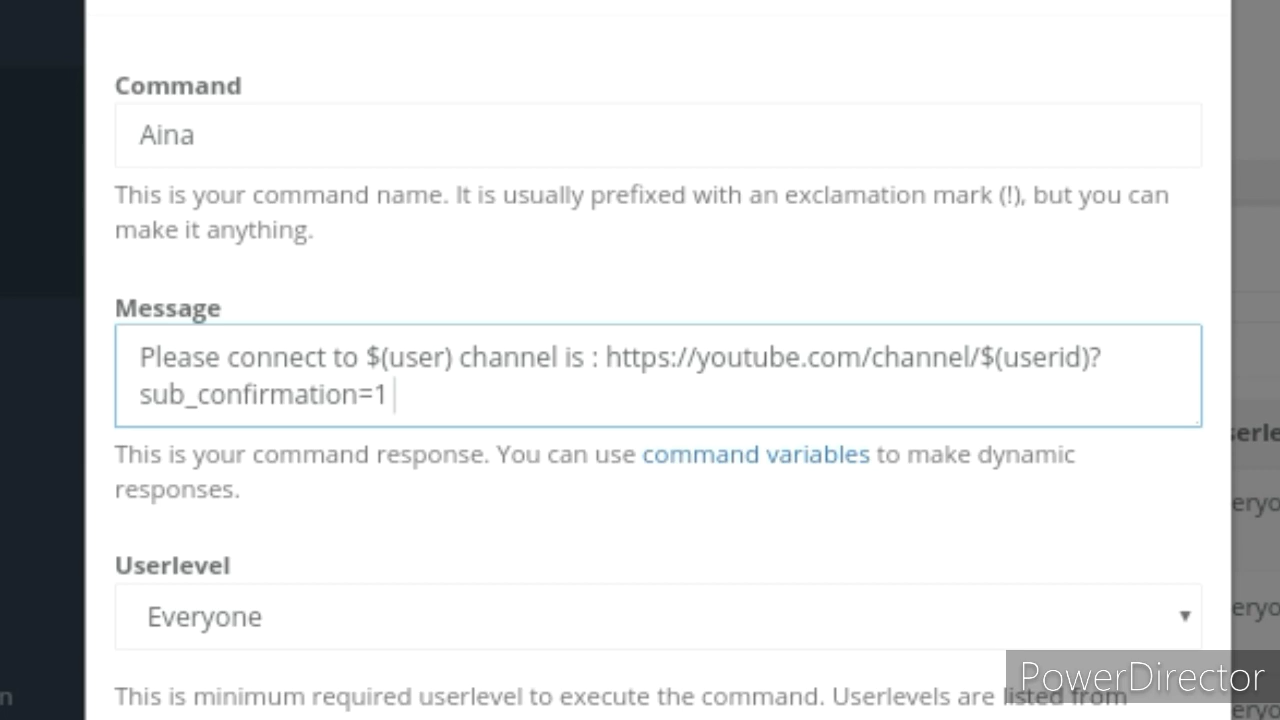 Command
Aina
This is your command name. It is usually prefixed with an exclamation mark (!), but you can
make it anything.
Message
Please connect to $(user) channel is : https://youtube.com/channel/$(userid)?
sub_confirmation=1
This is your command response. You can use command variables to make dynamic
responses.
Userlevel
Everyone
This is minimum required userlevel to execute the command. Userlevels are listed from
PowerDirector